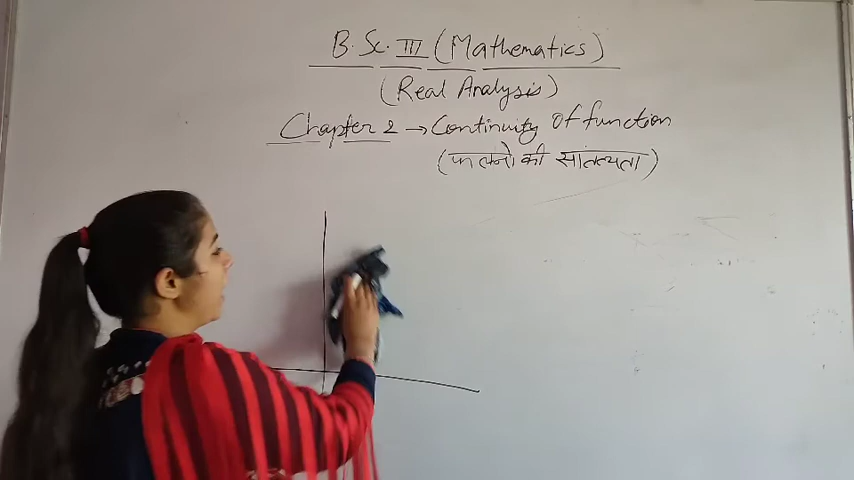 B.Sc. III (Mathematics)
(Real Analysis)
Chapter 2 → Continuity of function
(फलनो की सांतत्यता)